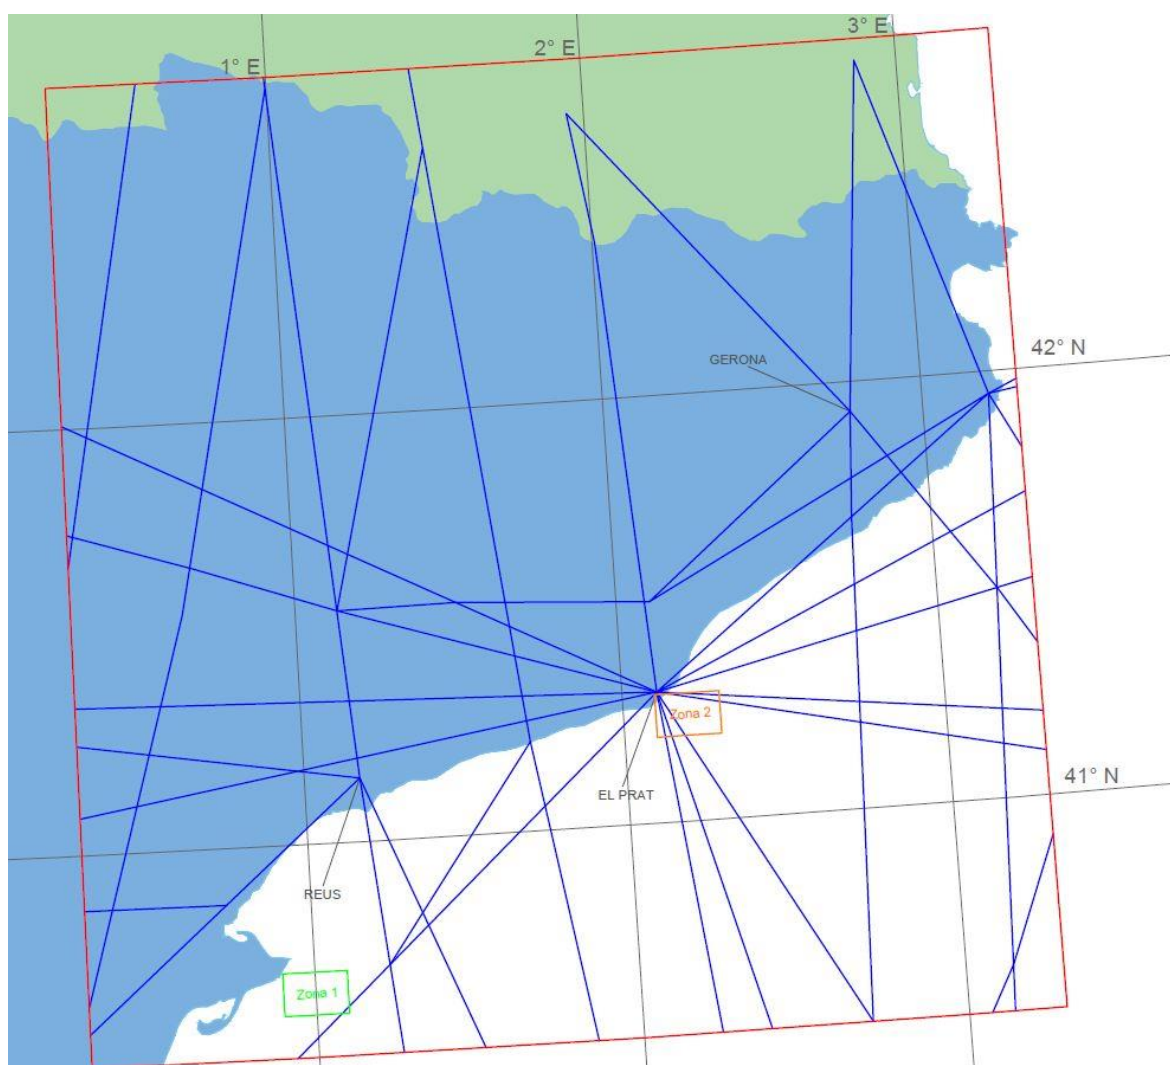 3° E
2° E
1° E
42° N
GERONA
Zona 2
41° N
EL PRAT
REUS
Zona 1